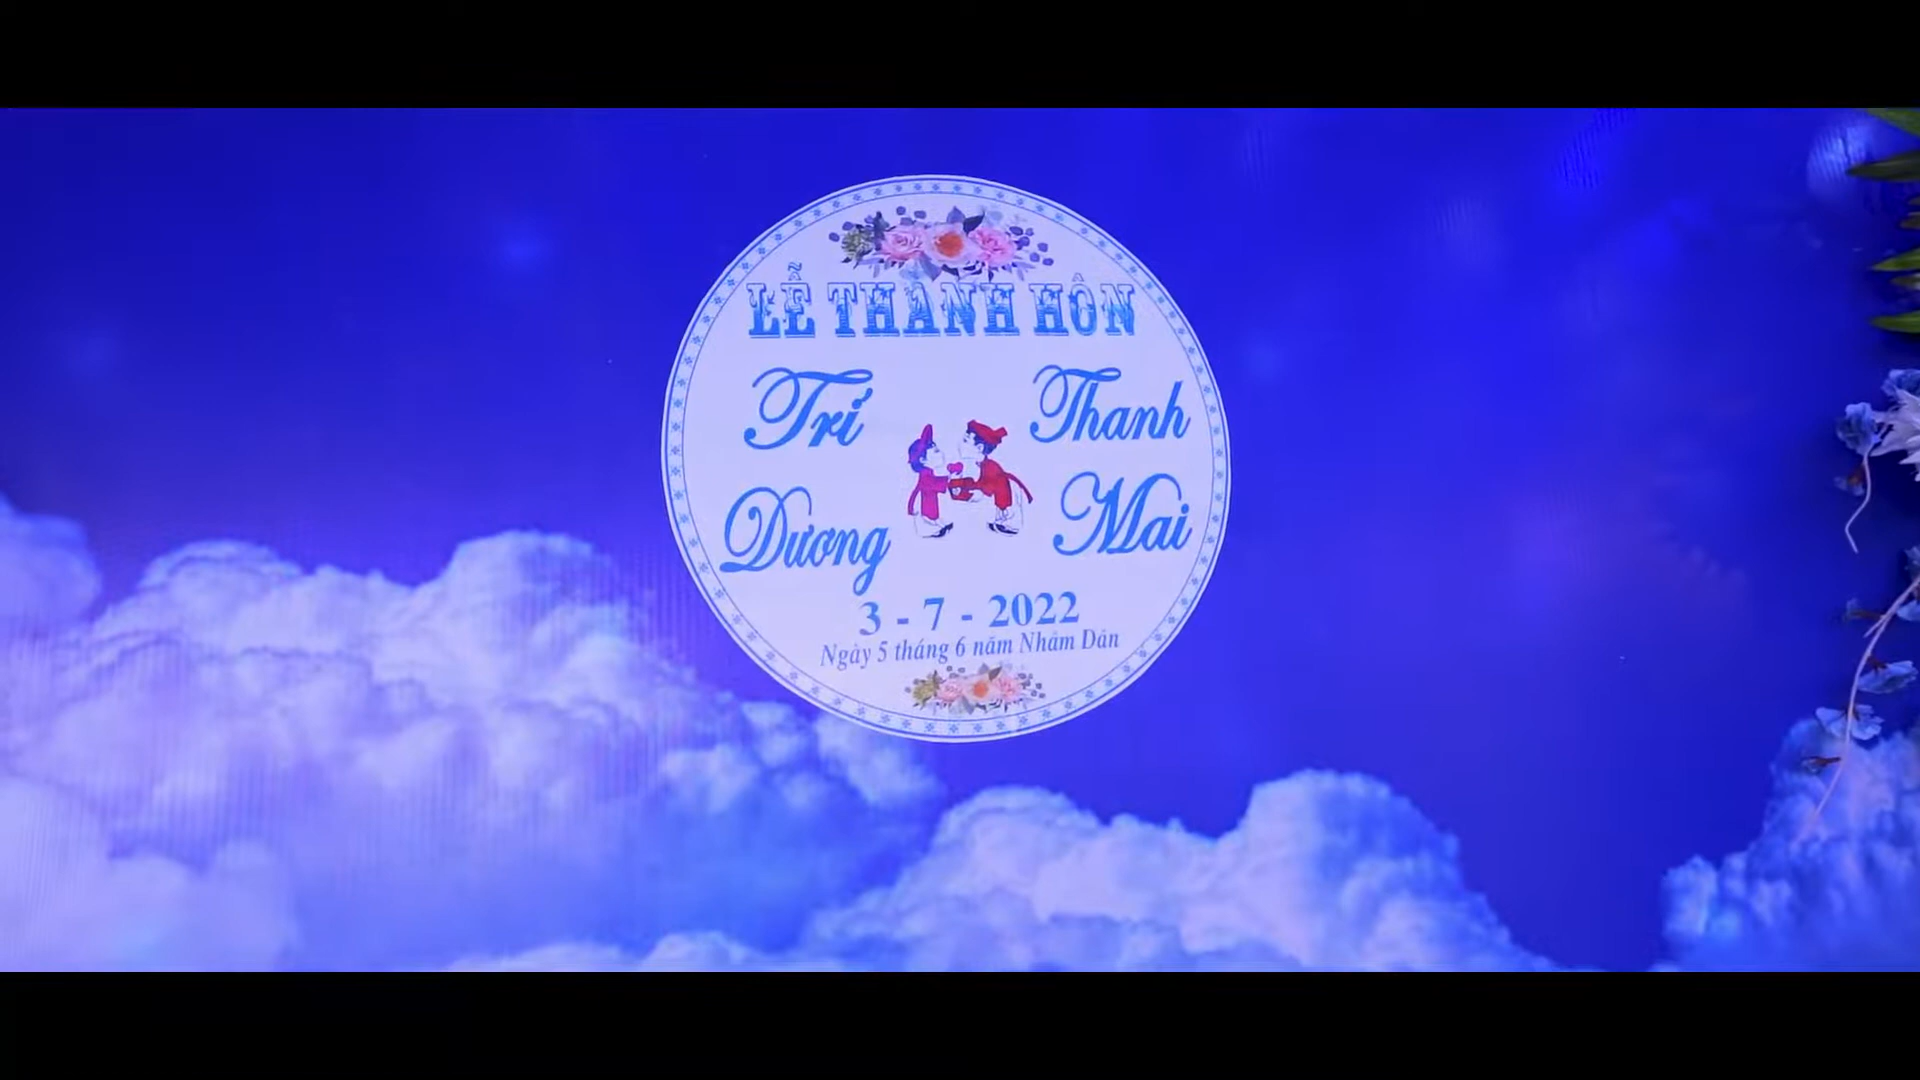 LỄ THÀNH HÔN
Trí Thanh
Dương Mai
3 - 7 - 2022
Ngày 5 tháng 6 năm Nhâm Dần